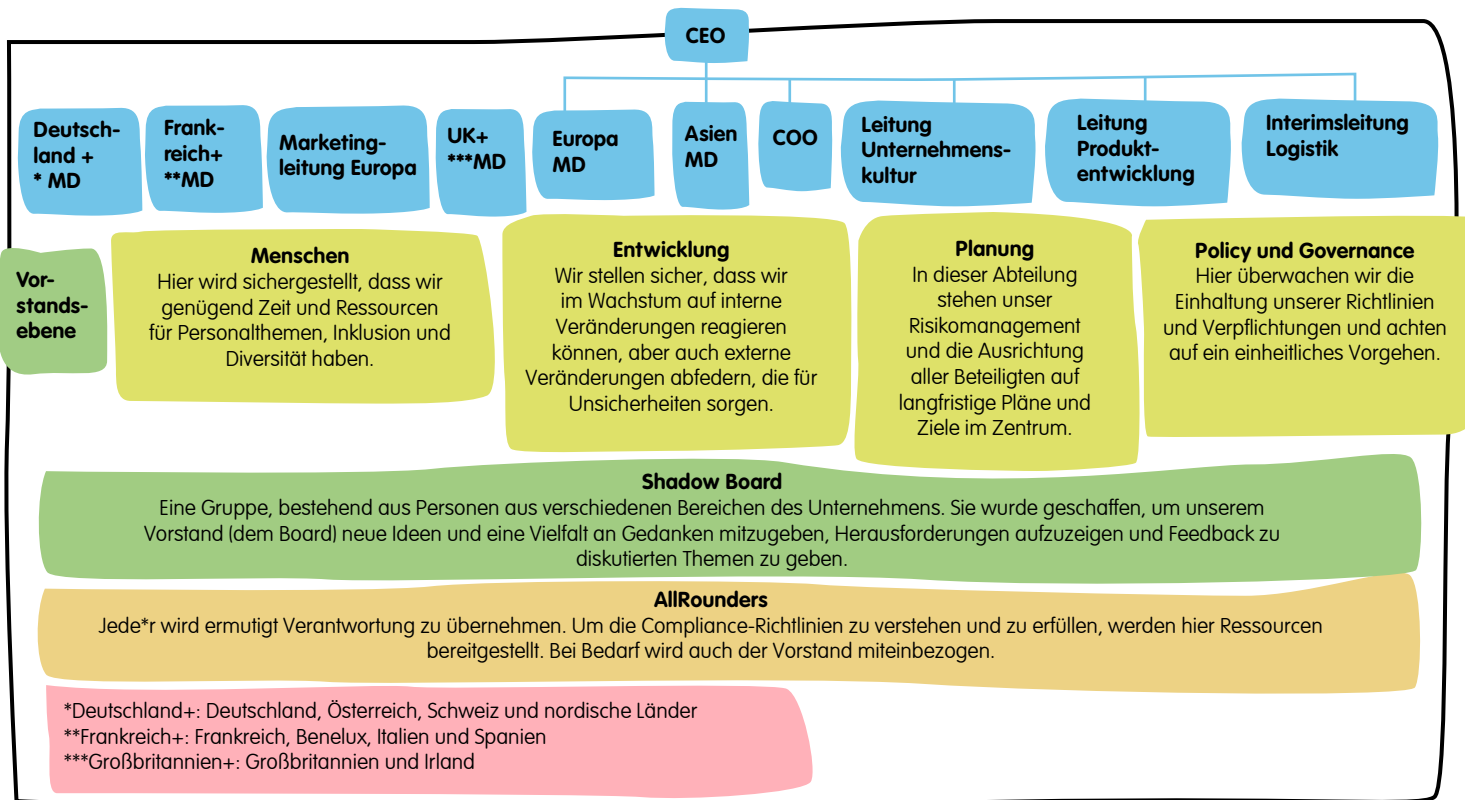 CEO
Deutsch-
land +
* MD
Frank-
reich+
**MD
Marketing-
leitung Europa
UK+
***MD
Europa
MD
Asien
MD
COO
Leitung
Unternehmens-
kultur
Leitung
Produkt-
entwicklung
Interimsleitung
Logistik
Vor-
stands-
ebene
Menschen
Hier wird sichergestellt, dass wir
genügend Zeit und Ressourcen
für Personalthemen, Inklusion und
Diversität haben.
Entwicklung
Wir stellen sicher, dass wir
im Wachstum auf interne
Veränderungen reagieren
können, aber auch externe
Veränderungen abfedern, die für
Unsicherheiten sorgen.
Planung
In dieser Abteilung
stehen unser
Risikomanagement
und die Ausrichtung
aller Beteiligten auf
langfristige Pläne und
Ziele im Zentrum.
Policy und Governance
Hier überwachen wir die
Einhaltung unserer Richtlinien
und Verpflichtungen und achten
auf ein einheitliches Vorgehen.
Shadow Board
Eine Gruppe, bestehend aus Personen aus verschiedenen Bereichen des Unternehmens. Sie wurde geschaffen, um unserem
Vorstand (dem Board) neue Ideen und eine Vielfalt an Gedanken mitzugeben, Herausforderungen aufzuzeigen und Feedback zu
diskutierten Themen zu geben.
AllRounders
Jede*r wird ermutigt Verantwortung zu übernehmen. Um die Compliance-Richtlinien zu verstehen und zu erfüllen, werden hier Ressourcen
bereitgestellt. Bei Bedarf wird auch der Vorstand miteinbezogen.
*Deutschland+: Deutschland, Österreich, Schweiz und nordische Länder
**Frankreich+: Frankreich, Benelux, Italien und Spanien
***Großbritannien+: Großbritannien und Irland